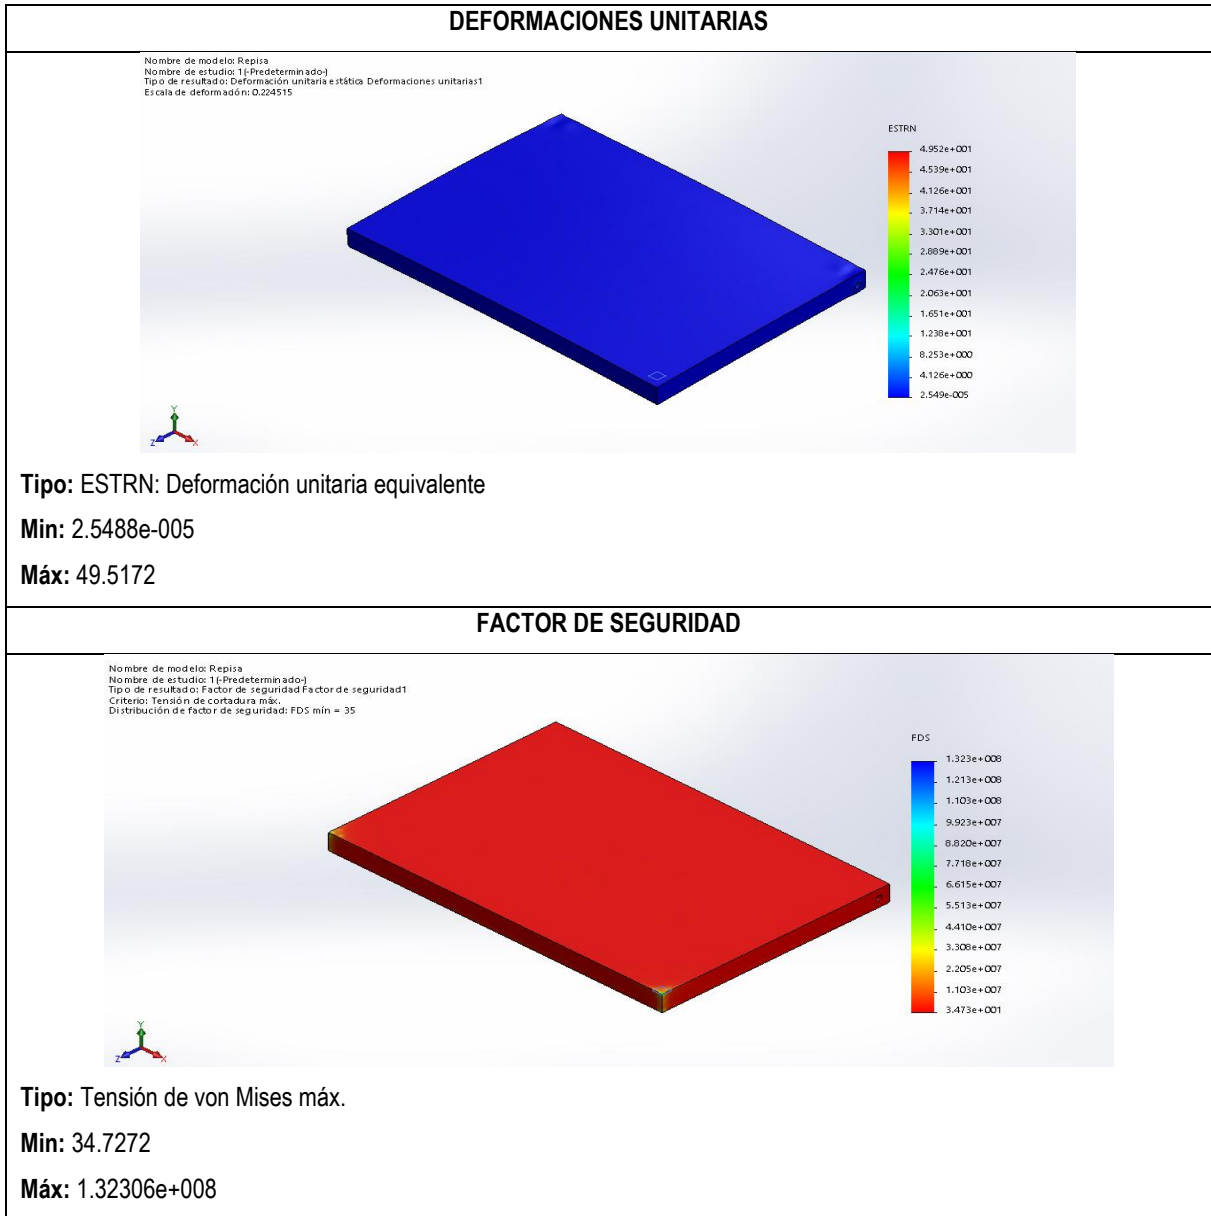 DEFORMACIONES UNITARIAS
Nombre de modelo: Repisa
Nombre de estudio: 1(-Predeterminado-)
Tipo de resultado: Deformación unitaria estática Deformaciones unitarias1
Escala de deformación: 0.224515
ESTRN
4.952e+001
4.539e+001
4.126e+001
3.714e+001
3.301e+001
2.889e+001
2.476e+001
2.063e+001
1.651e+001
1.238e+001
8.253e+000
4.126e+000
2.549e-005
Y
Z
X
Tipo: ESTRN: Deformación unitaria equivalente
Min: 2.5488e-005
Máx: 49.5172
FACTOR DE SEGURIDAD
Nombre de modelo: Repisa
Nombre de estudio: 1(-Predeterminado-)
Tipo de resultado: Factor de seguridad Factor de seguridad1
Criterio: Tensión de cortadura máx.
Distribución de factor de seguridad: FDS mín = 35
FDS
1.323e+008
1.213e+008
1.103e+008
9.923e+007
8.820e+007
7.718e+007
6.615e+007
5.513e+007
4.410e+007
3.308e+007
2.205e+007
1.103e+007
3.473e+001
Y
Z
X
Tipo: Tensión de von Mises máx.
Min: 34.7272
Máx: 1.32306e+008